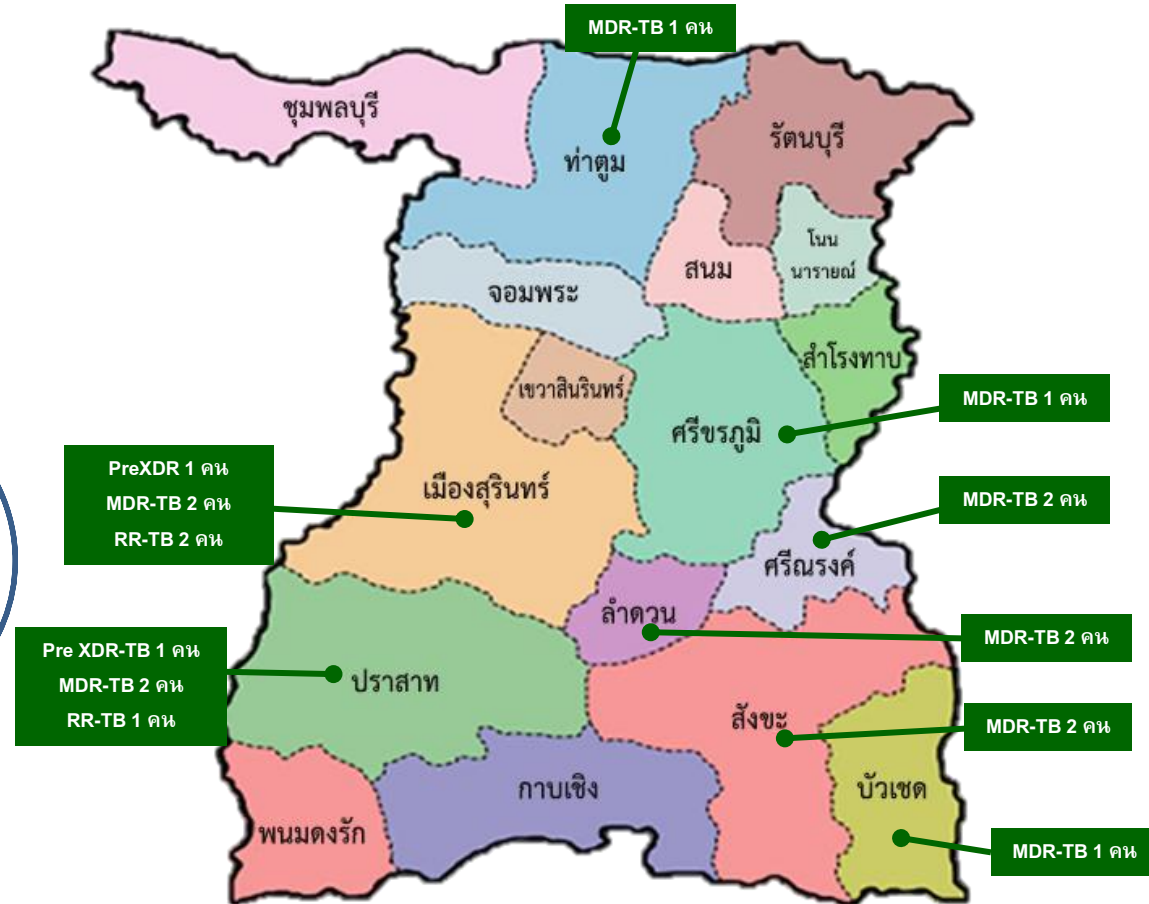 MDR-TB 1 คน
ชุมพลบุรี
ท่าตูม
รัตนบุรี
สนม
โนน
นารายณ์
จอมพระ
สำโรงทาบ
เขวาสินรินทร์
ศรีขรภูมิ
MDR-TB 1 คน
PreXDR 1 คน
MDR-TB 2 คน
RR-TB 2 คน
เมืองสุรินทร์
MDR-TB 2 คน
ศรีณรงค์
ลำดวน
MDR-TB 2 คน
Pre XDR-TB 1 คน
MDR-TB 2 คน
RR-TB 1 คน
ปราสาท
สังขะ
MDR-TB 2 คน
กาบเชิง
บัวเชด
พนมดงรัก
MDR-TB 1 คน